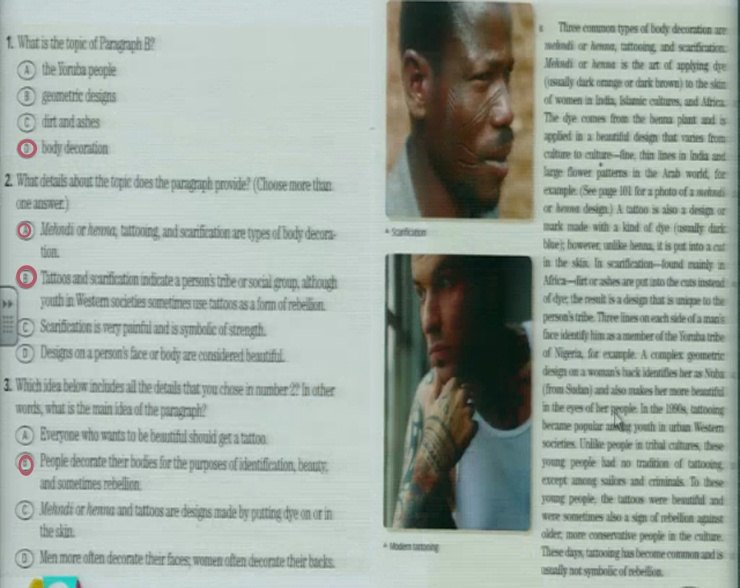 1. What is the topic of Paragraph B?
A the Yoruba people
B geometric designs
C dirt and ashes
D body decoration
2. What details about the topic does the paragraph provide? (Choose more than
one answer.)
A Mehndi or henna, tattooing, and scarification are types of body decora-
tion.
B Tattoos and scarification indicate a person's tribe or social group, although
youth in Western societies sometimes use tattoos as a form of rebellion.
C Scarification is very painful and is symbolic of strength.
D Designs on a person's face or body are considered beautiful.
3. Which idea below includes all the details that you chose in number 2? In other
words, what is the main idea of the paragraph?
A Everyone who wants to be beautiful should get a tattoo.
B People decorate their bodies for the purposes of identification, beauty,
and sometimes rebellion.
C Mehndi or henna and tattoos are designs made by putting dye on or in
the skin.
D Men more often decorate their faces; women often decorate their backs.
Scarification
Modern tattooing
Three common types of body decoration are
mehndi or henna, tattooing, and scarification.
Mehndi or henna is the art of applying dye
(usually dark orange or dark brown) to the skin
of women in India, Islamic cultures, and Africa.
The dye comes from the henna plant and is
applied in a beautiful design that varies from
culture to culture—fine, thin lines in India and
large flower patterns in the Arab world, for
example. (See page 101 for a photo of a mehndi
or henna design.) A tattoo is also a design or
mark made with a kind of dye (usually dark
blue); however, unlike henna, it is put into a cut
in the skin. In scarification—found mainly in
Africa—dirt or ashes are put into the cuts instead
of dye; the result is a design that is unique to the
person's tribe. Three lines on each side of a man's
face identify him as a member of the Yoruba tribe
of Nigeria, for example. A complex geometric
design on a woman's back identifies her as Nuba
(from Sudan) and also makes her more beautiful
in the eyes of her people. In the 1990s, tattooing
became popular among youth in urban Western
societies. Unlike people in tribal cultures, these
young people had no tradition of tattooing,
except among sailors and criminals. To these
young people, the tattoos were beautiful and
were sometimes also a sign of rebellion against
older, more conservative people in the culture.
These days, tattooing has become common and is
usually not symbolic of rebellion.